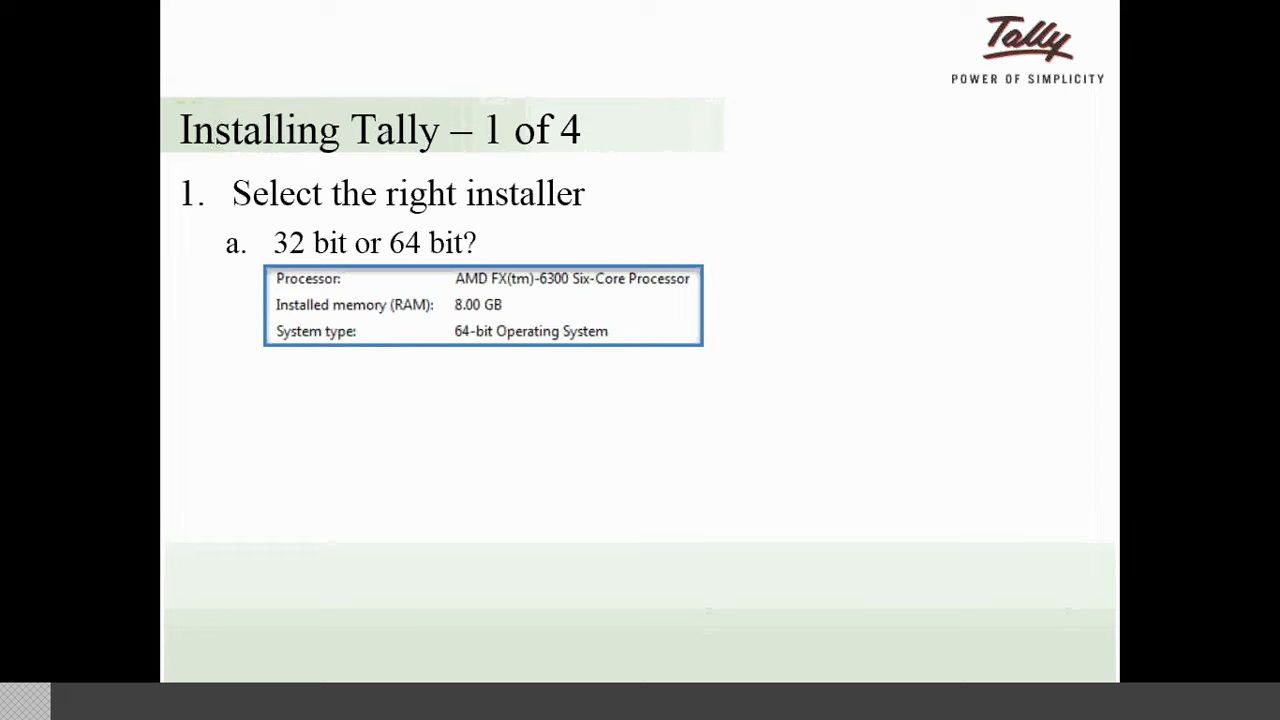 Tally
POWER OF SIMPLICITY
Installing Tally – 1 of 4
1. Select the right installer
a. 32 bit or 64 bit?
Processor: AMD FX(tm)-6300 Six-Core Processor
Installed memory (RAM): 8.00 GB
System type: 64-bit Operating System